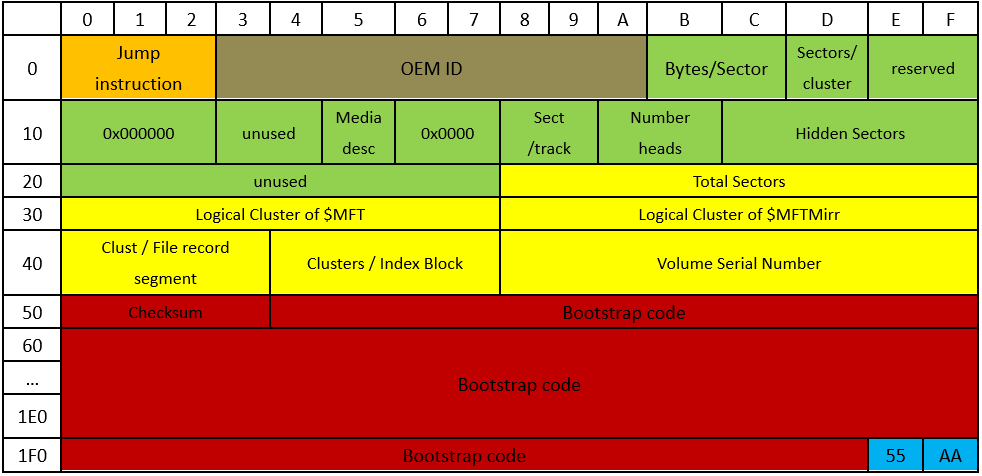 0 1 2 3 4 5 6 7 8 9 A B C D E F
0 Jump instruction OEM ID Bytes/Sector Sectors/ cluster reserved
10 0x000000 unused Media desc 0x0000 Sect /track Number heads Hidden Sectors
20 unused Total Sectors
30 Logical Cluster of $MFT Logical Cluster of $MFTMirr
40 Clust / File record segment Clusters / Index Block Volume Serial Number
50 Checksum Bootstrap code
60
... Bootstrap code
1E0
1F0 Bootstrap code 55 AA